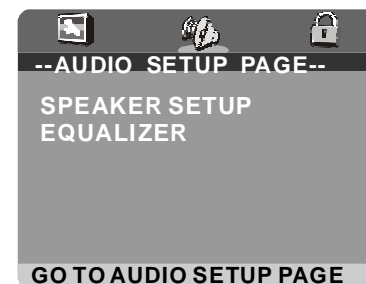 --AUDIO SETUP PAGE--
SPEAKER SETUP
EQUALIZER
GO TO AUDIO SETUP PAGE